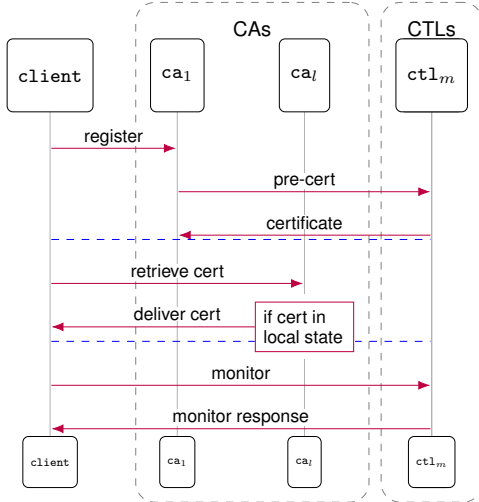 CAs
CTLs
client
ca1
cal
ctlm
register
pre-cert
certificate
retrieve cert
deliver cert
if cert in
local state
monitor
monitor response
client
ca1
cal
ctlm